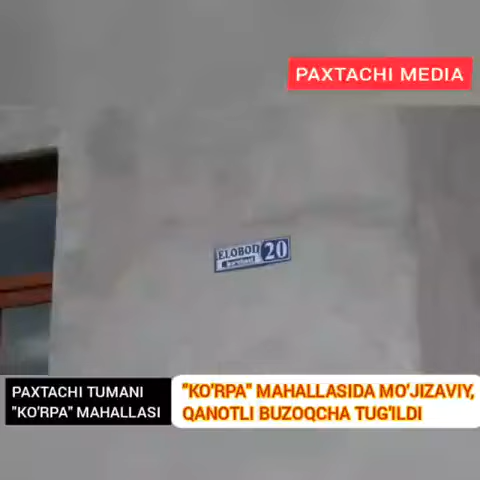 PAXTACHI MEDIA
ELOBOD 20
PAXTACHI TUMANI
"KO'RPA" MAHALLASI
"KO'RPA" MAHALLASIDA MO'JIZAVIY,
QANOTLI BUZOQCHA TUG'ILDI